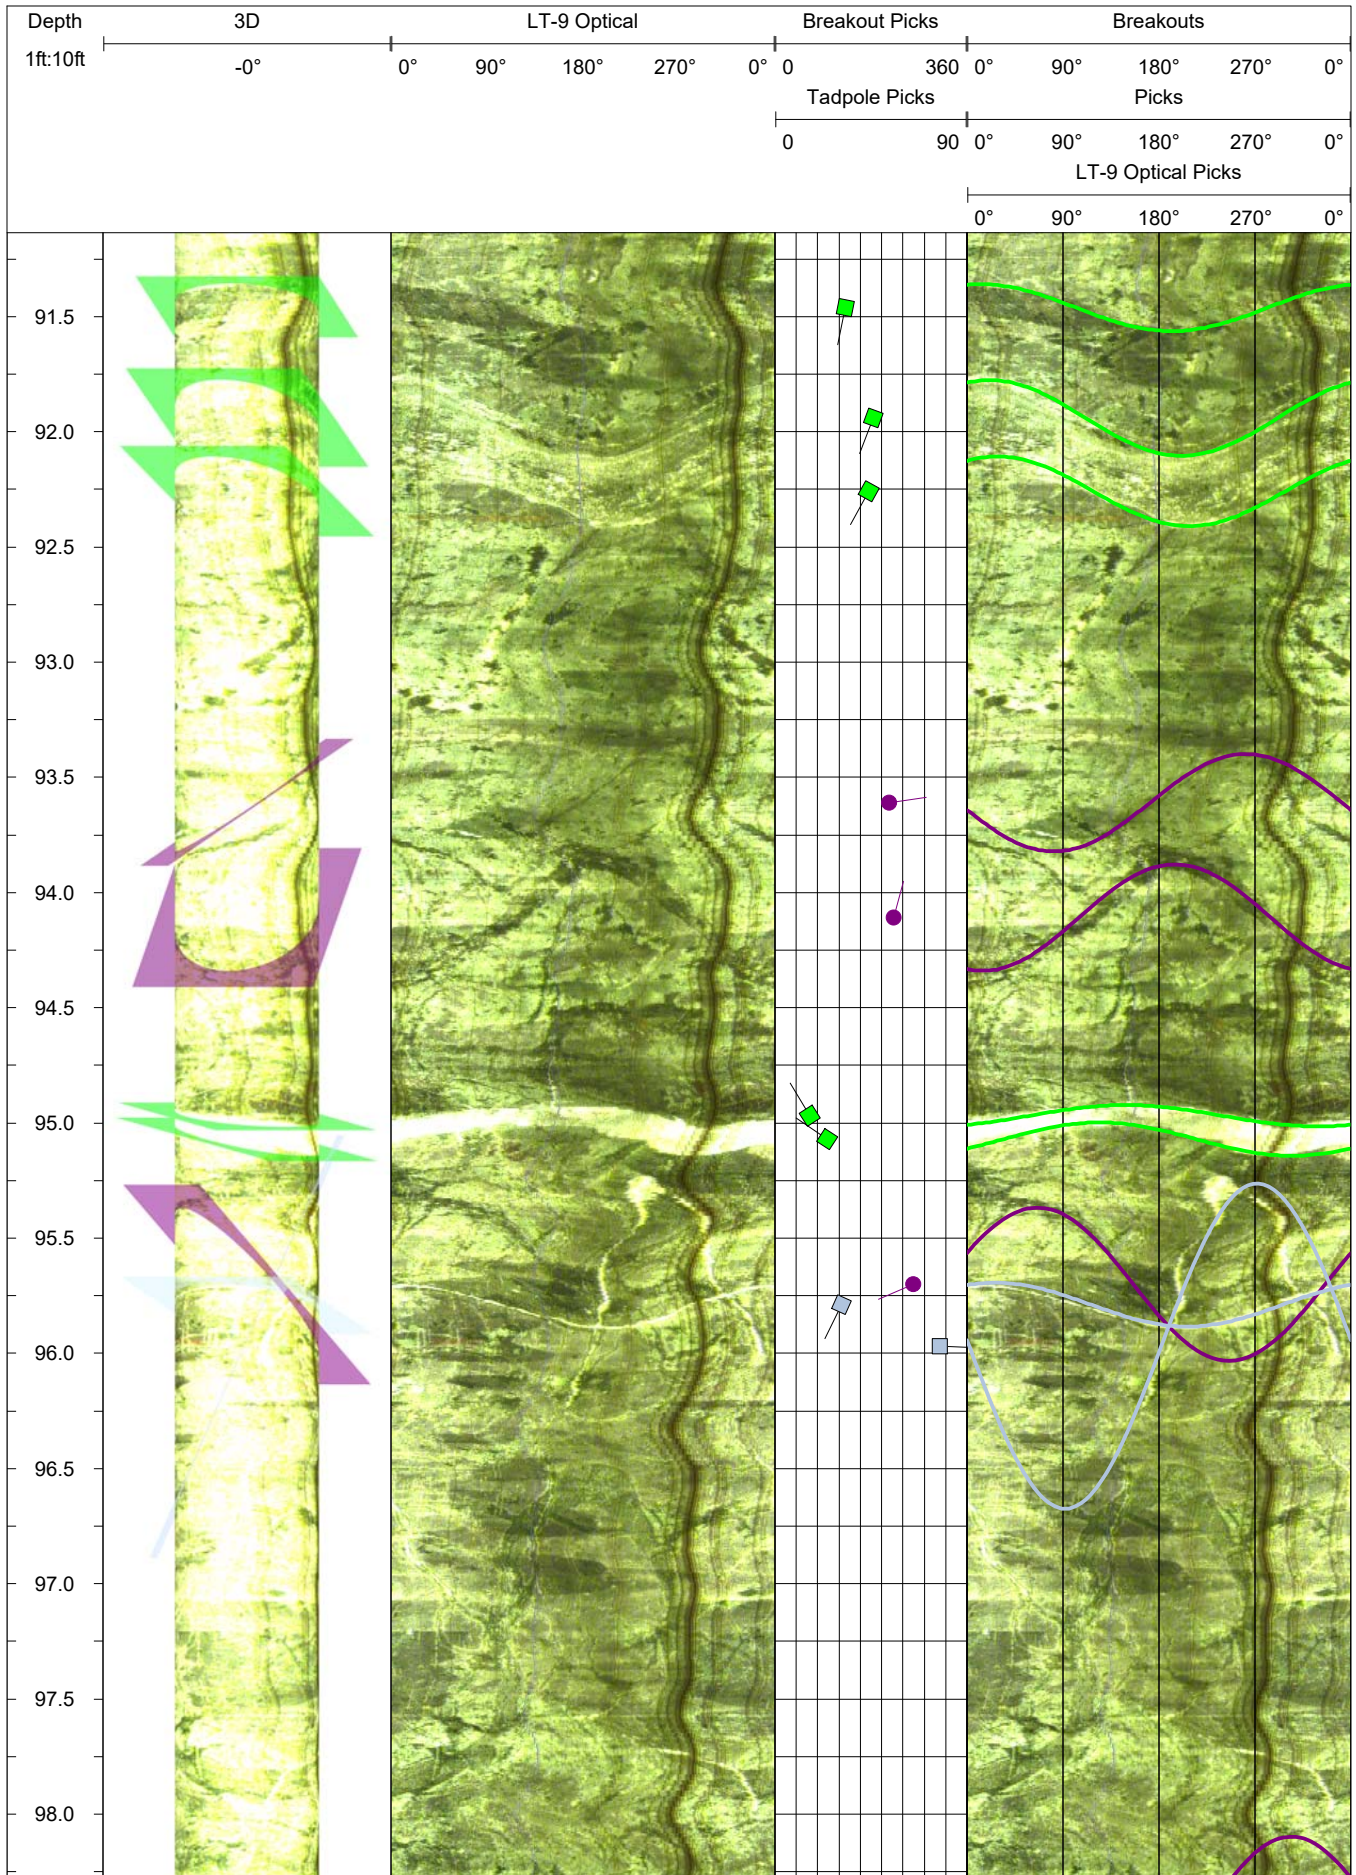 Depth 3D LT-9 Optical Breakout Picks Breakouts
1ft:10ft -0° 0° 90° 180° 270° 0° 0 360 0° 90° 180° 270° 0°
Tadpole Picks Picks
0 90 0° 90° 180° 270° 0°
LT-9 Optical Picks
0° 90° 180° 270° 0°
91.5
92.0
92.5
93.0
93.5
94.0
94.5
95.0
95.5
96.0
96.5
97.0
97.5
98.0